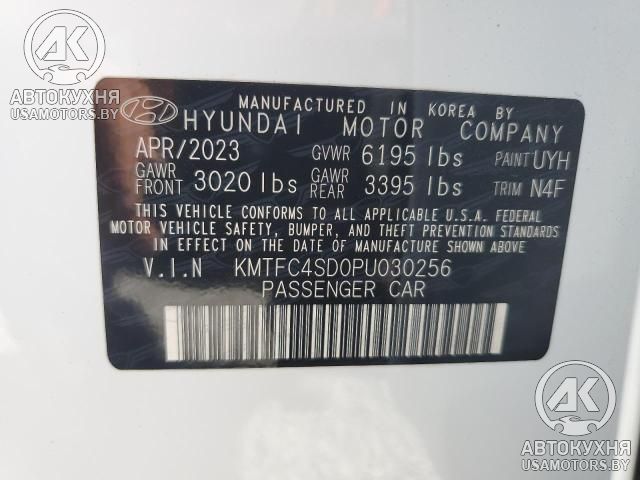 АВТОКУХНЯ
USAMOTORS.BY
MANUFACTURED IN KOREA BY
HYUNDAI MOTOR COMPANY
APR/2023 GVWR 6195 lbs PAINT UYH
GAWR FRONT 3020 lbs GAWR REAR 3395 lbs TRIM N4F
THIS VEHICLE CONFORMS TO ALL APPLICABLE U.S.A. FEDERAL
MOTOR VEHICLE SAFETY, BUMPER, AND THEFT PREVENTION STANDARDS
IN EFFECT ON THE DATE OF MANUFACTURE SHOWN ABOVE.
V.I.N KMTFC4SD0PU030256
PASSENGER CAR
АВТОКУХНЯ
USAMOTORS.BY